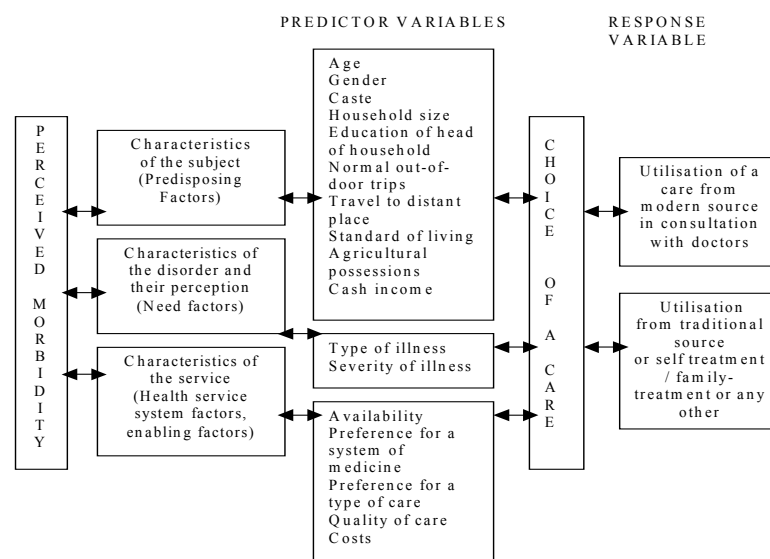 PREDICTOR VARIABLES
RESPONSE
VARIABLE
PERCEIVED MORBIDITY
Characteristics
of the subject
(Predisposing
Factors)
Characteristics of
the disorder and
their perception
(Need factors)
Characteristics of
the service
(Health service
system factors,
enabling factors)
Age
Gender
Caste
Household size
Education of head
of household
Normal out-of-
door trips
Travel to distant
place
Standard of living
Agricultural
possessions
Cash income
Type of illness
Severity of illness
Availability
Preference for a
system of
medicine
Preference for a
type of care
Quality of care
Costs
CHOICE OF A CARE
Utilisation of a
care from
modern source
in consultation
with doctors
Utilisation
from traditional
source
or self treatment
/ family-
treatment or any
other